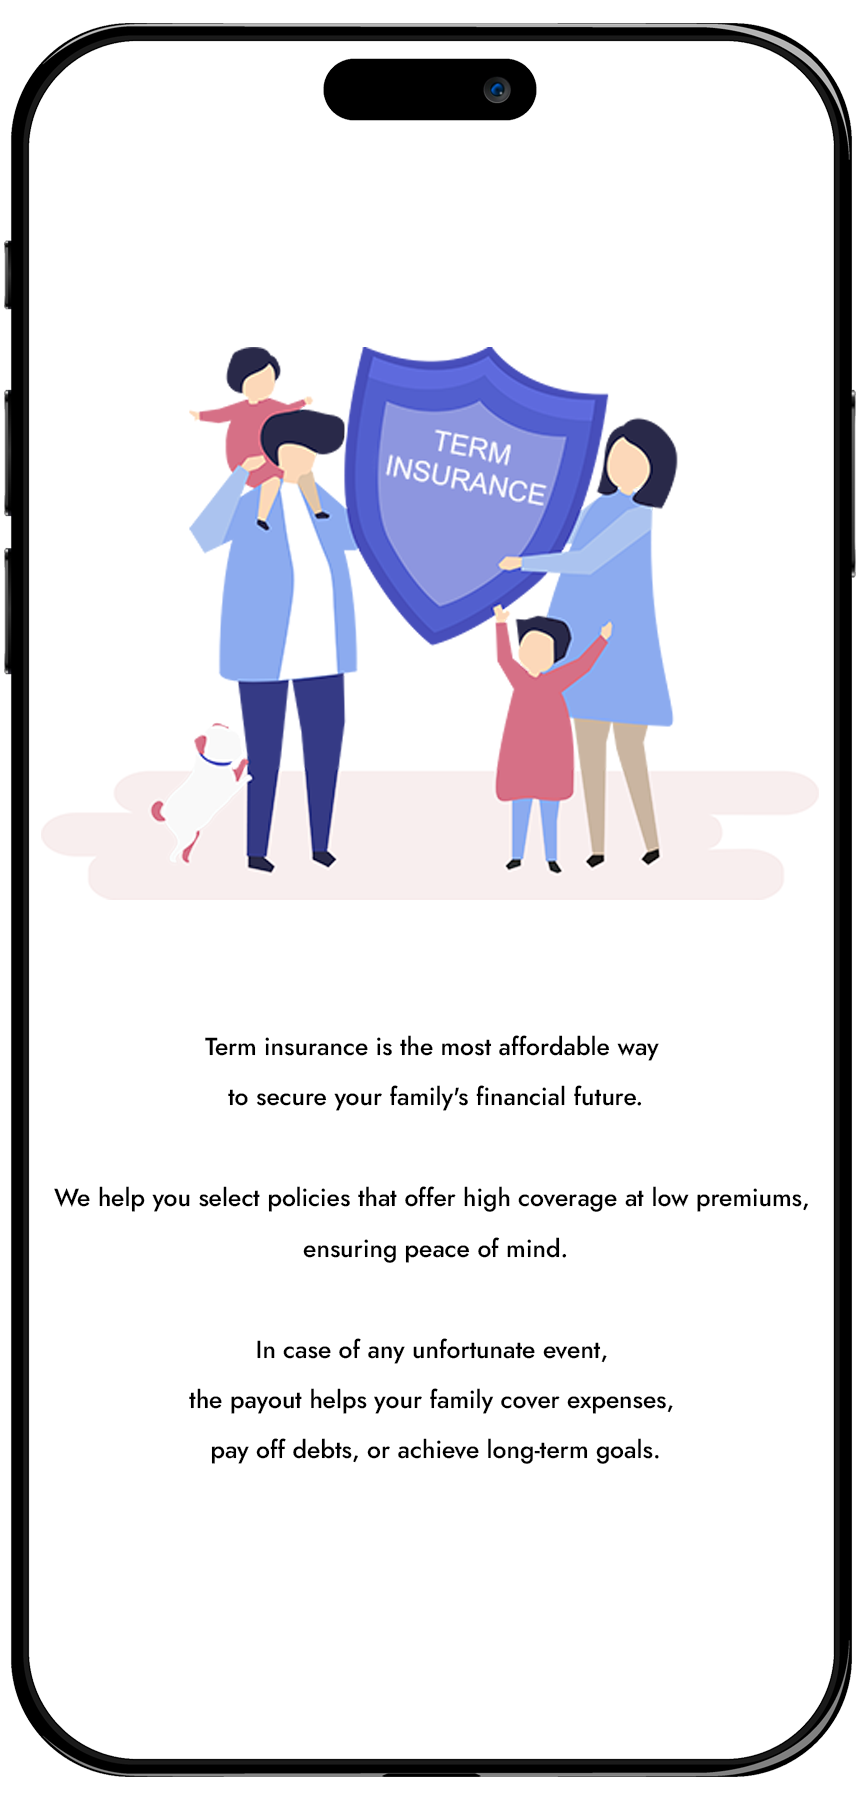 TERM
INSURANCE
Term insurance is the most affordable way
to secure your family's financial future.
We help you select policies that offer high coverage at low premiums,
ensuring peace of mind.
In case of any unfortunate event,
the payout helps your family cover expenses,
pay off debts, or achieve long-term goals.